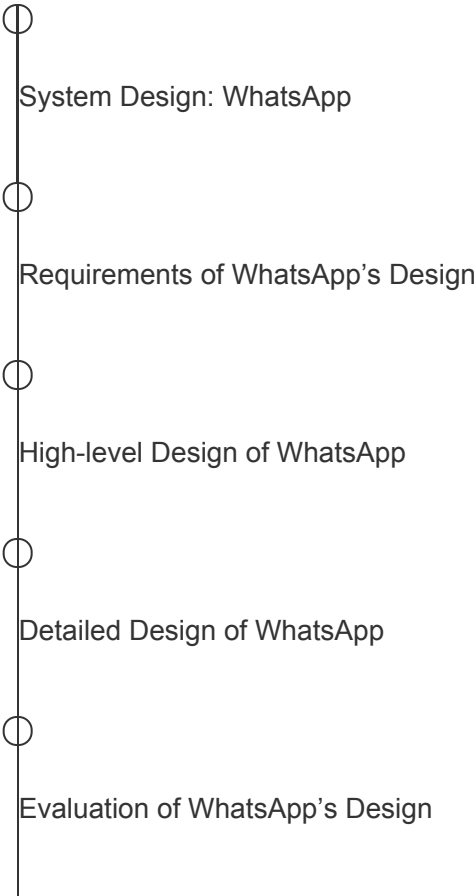 System Design: WhatsApp
Requirements of WhatsApp’s Design
High-level Design of WhatsApp
Detailed Design of WhatsApp
Evaluation of WhatsApp’s Design